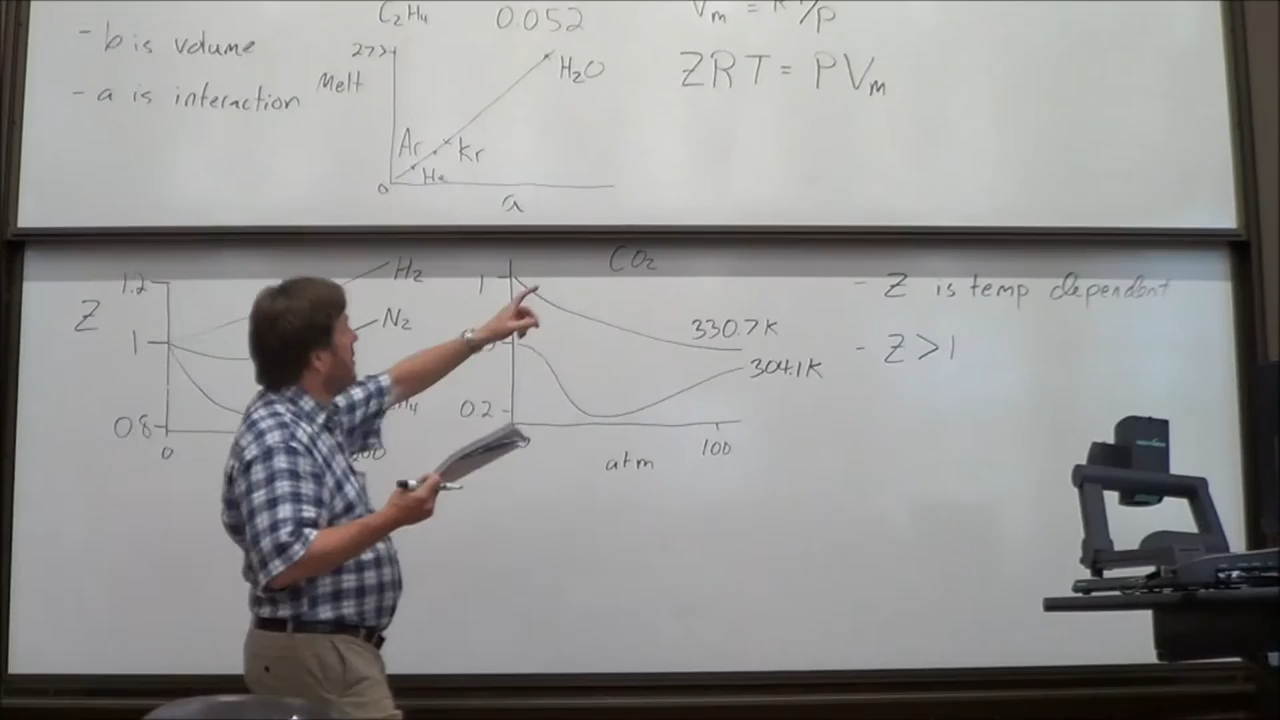 - b is volume
- a is interaction
C₂H₄ 0.052
273
Melt
H₂O
Ar
Kr
He
0
a
ZRT = PVₘ
Z
1.2
1
0.8
0
H₂
N₂
CO₂
1
0.2
330.7K
304.1K
atm
100
- Z is temp dependent
- Z > 1